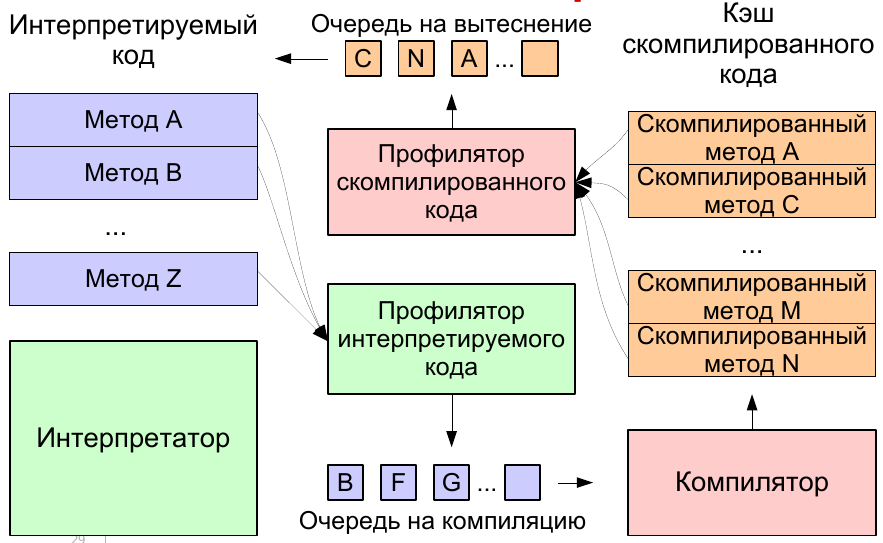 Интерпретируемый
код
Метод A
Метод B
...
Метод Z
Интерпретатор
29
Очередь на вытеснение
C N A ...
Профилятор
скомпилированного
кода
Профилятор
интерпретируемого
кода
B F G ...
Очередь на компиляцию
Кэш
скомпилированного
кода
Скомпилированный
метод A
Скомпилированный
метод C
...
Скомпилированный
метод M
Скомпилированный
метод N
Компилятор